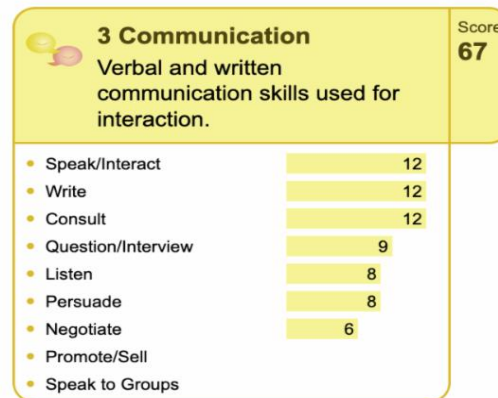 3 Communication
Verbal and written
communication skills used for
interaction.
Score
67
Speak/Interact 12
Write 12
Consult 12
Question/Interview 9
Listen 8
Persuade 8
Negotiate 6
Promote/Sell
Speak to Groups